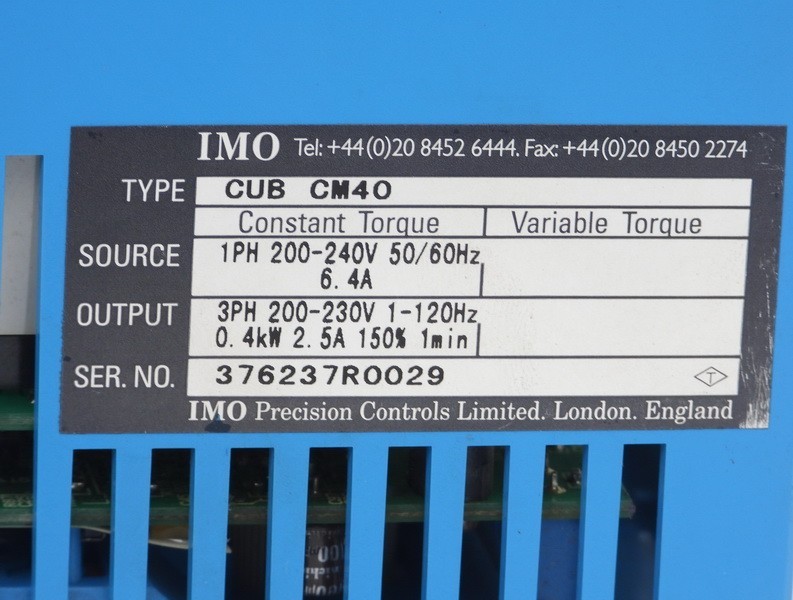 IMO Tel: +44(0)20 8452 6444. Fax: +44(0)20 8450 2274
TYPE CUB CM40
Constant Torque Variable Torque
SOURCE 1PH 200-240V 50/60Hz
6.4A
OUTPUT 3PH 200-230V 1-120Hz
0.4kW 2.5A 150% 1min
SER. NO. 376237R0029 T
IMO Precision Controls Limited. London. England